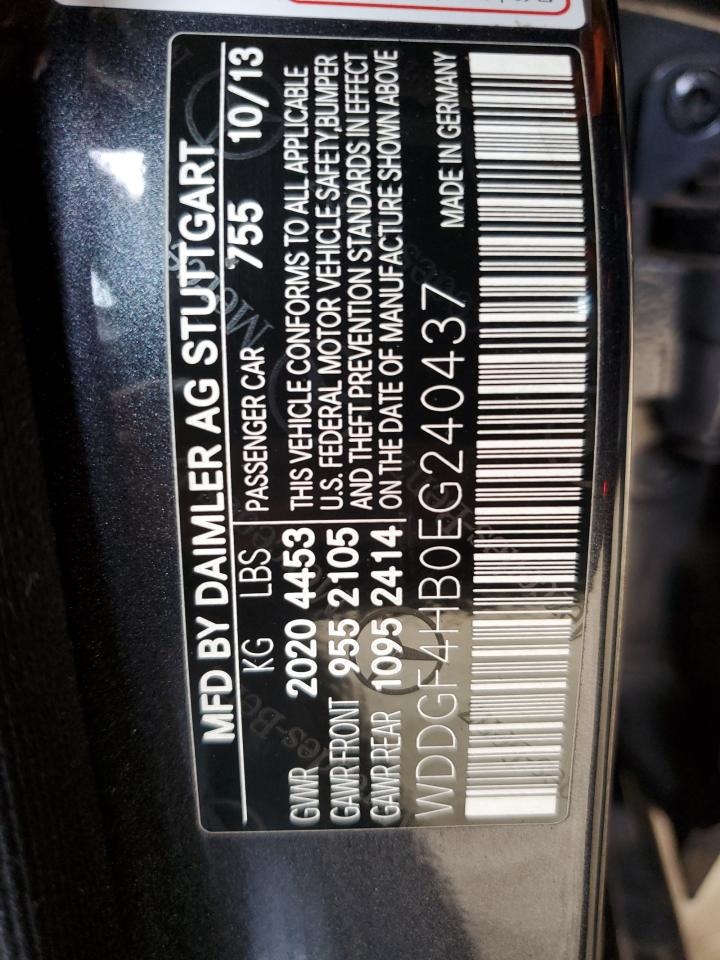 MFD BY DAIMLER AG STUTTGART
KG LBS PASSENGER CAR 755 10/13
GVWR 2020 4453 THIS VEHICLE CONFORMS TO ALL APPLICABLE
U.S. FEDERAL MOTOR VEHICLE SAFETY,BUMPER
GAWR FRONT 955 2105 AND THEFT PREVENTION STANDARDS IN EFFECT
GAWR REAR 1095 2414 ON THE DATE OF MANUFACTURE SHOWN ABOVE
WDDGF4HB0EG240437 MADE IN GERMANY